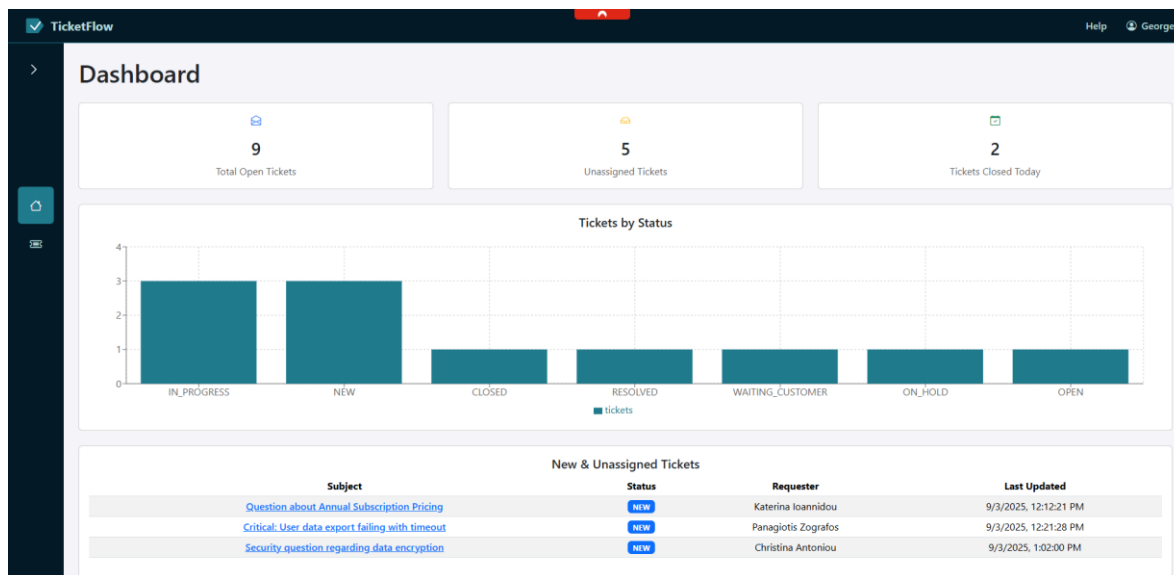 TicketFlow Help George
Dashboard
9 5 2
Total Open Tickets Unassigned Tickets Tickets Closed Today
Tickets by Status
4
3
2
1
0
IN_PROGRESS NEW CLOSED RESOLVED WAITING_CUSTOMER ON_HOLD OPEN
tickets
New & Unassigned Tickets
Subject Status Requester Last Updated
Question about Annual Subscription Pricing NEW Katerina Ioannidou 9/3/2025, 12:12:21 PM
Critical: User data export failing with timeout NEW Panagiotis Zografos 9/3/2025, 12:21:28 PM
Security question regarding data encryption NEW Christina Antoniou 9/3/2025, 1:02:00 PM